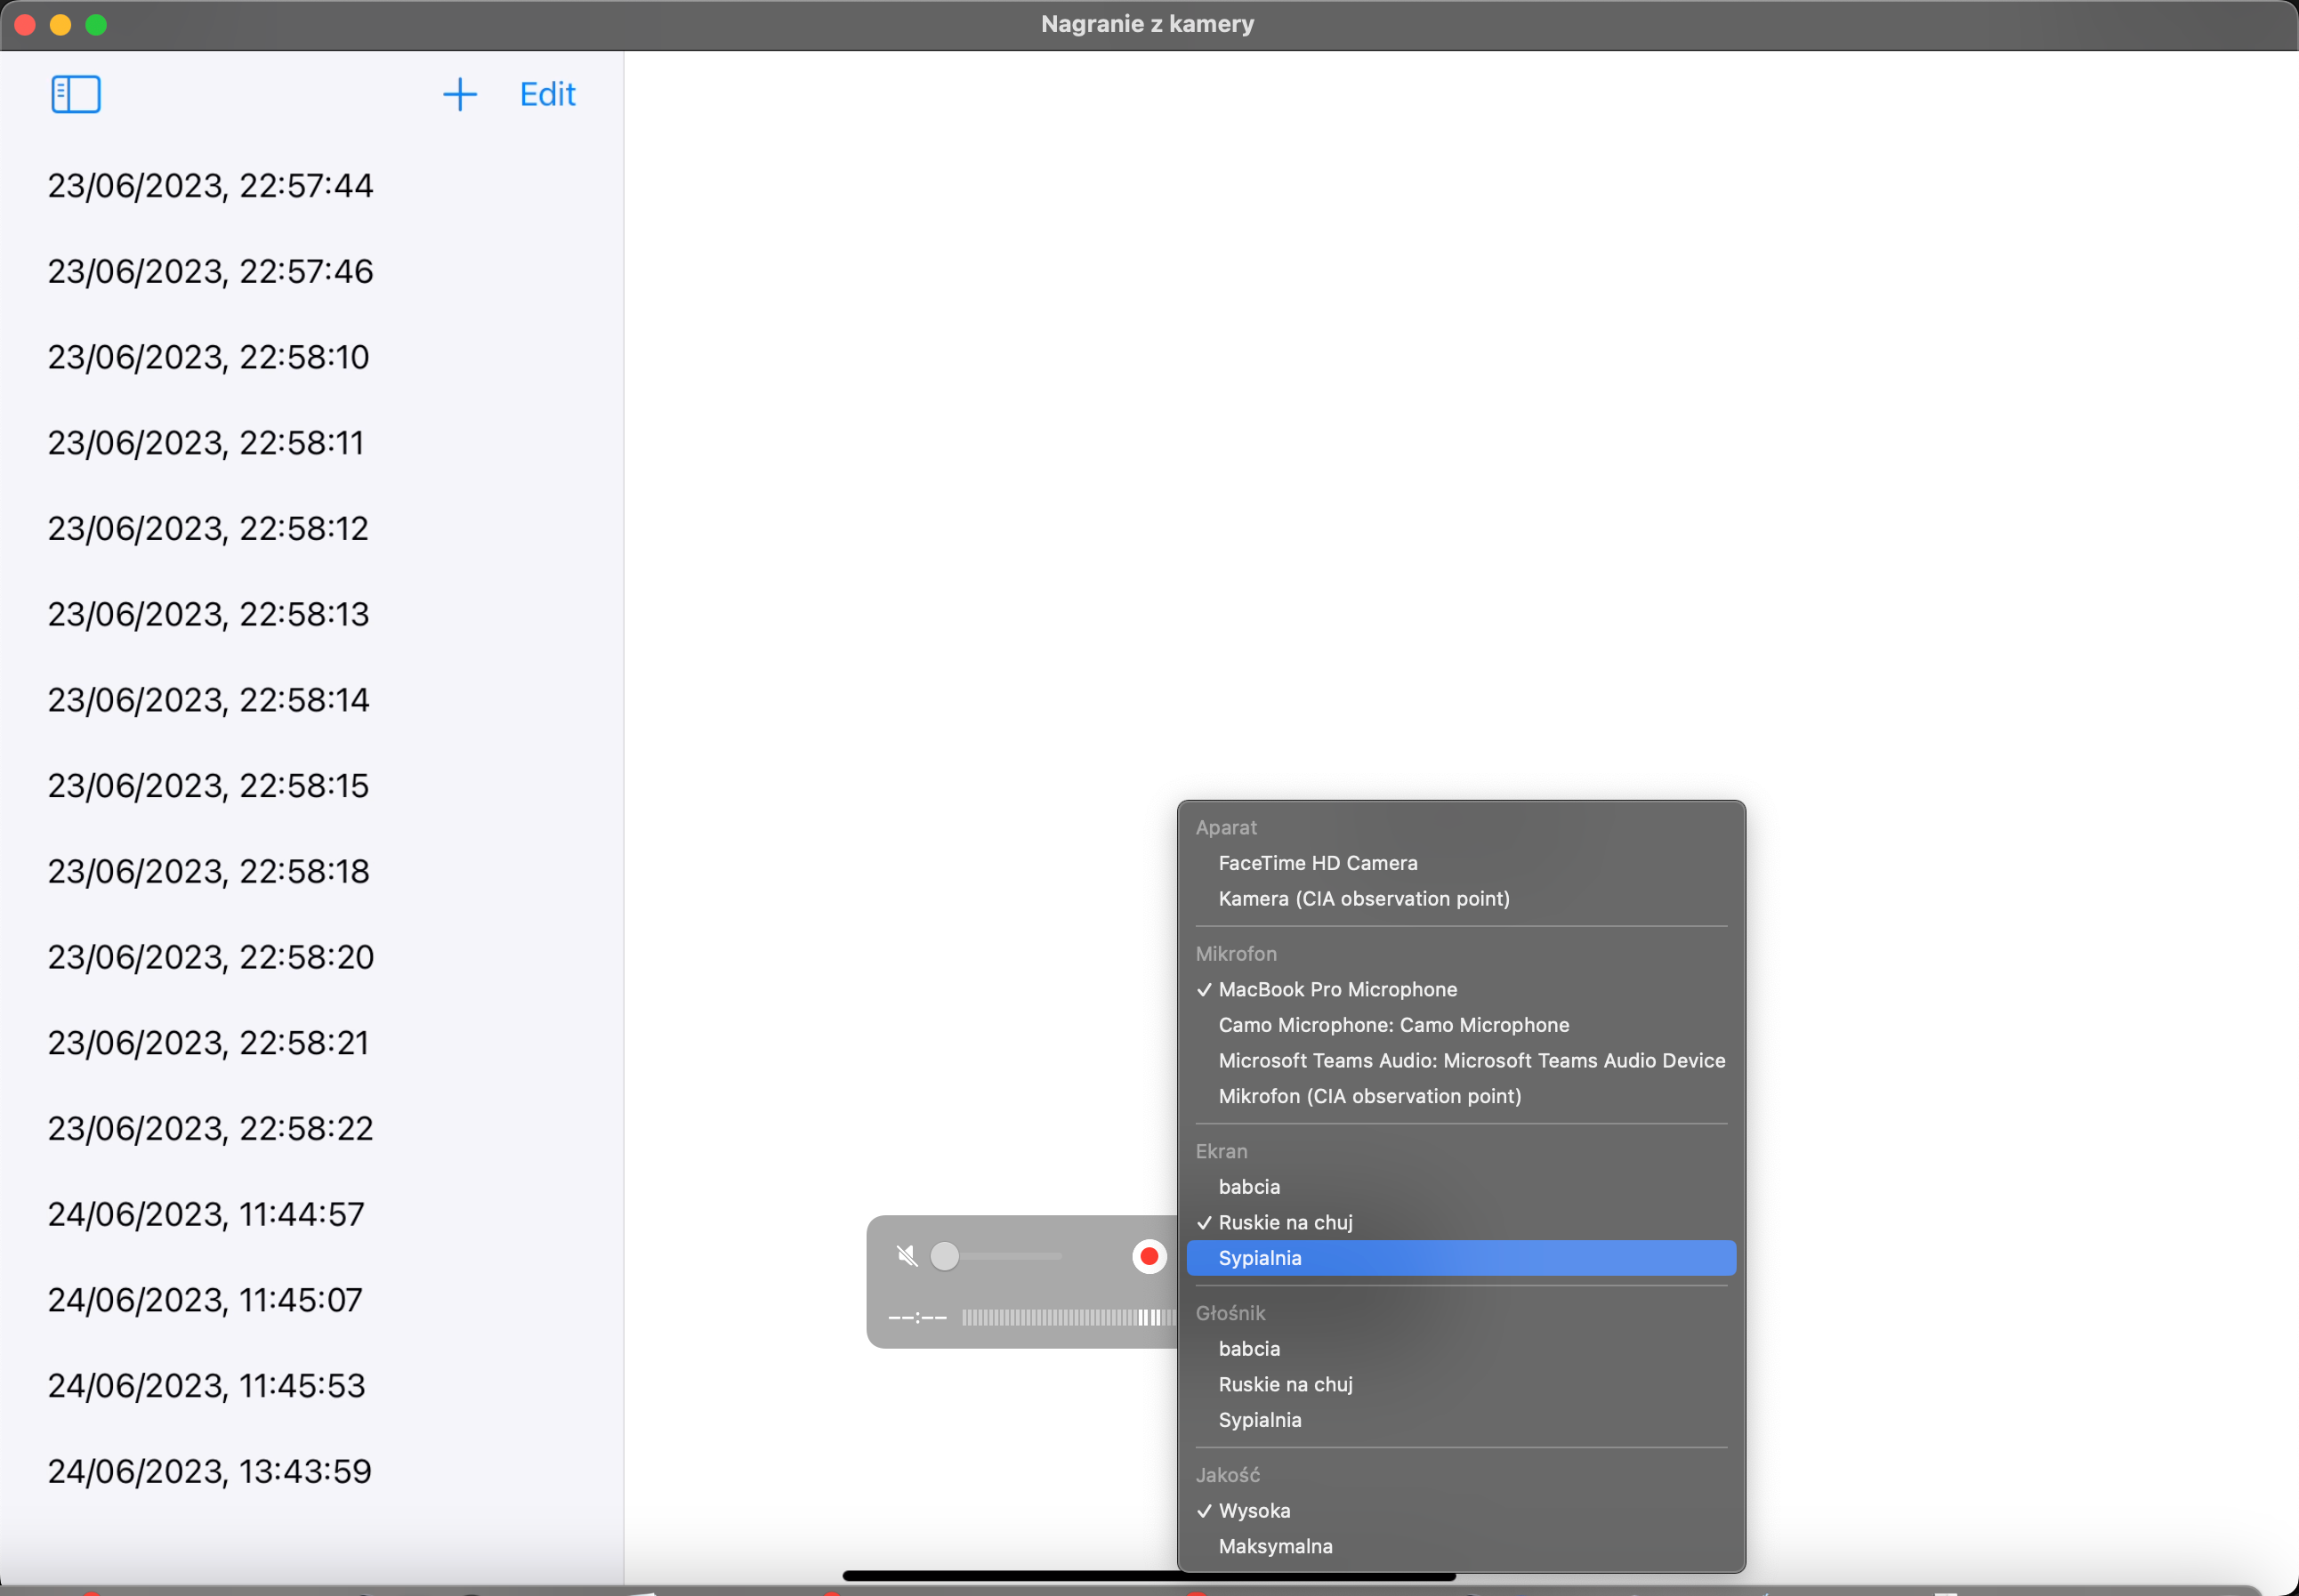 Nagranie z kamery
Edit
23/06/2023, 22:57:44
23/06/2023, 22:57:46
23/06/2023, 22:58:10
23/06/2023, 22:58:11
23/06/2023, 22:58:12
23/06/2023, 22:58:13
23/06/2023, 22:58:14
23/06/2023, 22:58:15
23/06/2023, 22:58:18
23/06/2023, 22:58:20
23/06/2023, 22:58:21
23/06/2023, 22:58:22
24/06/2023, 11:44:57
24/06/2023, 11:45:07
24/06/2023, 11:45:53
24/06/2023, 13:43:59
--:--
Aparat
FaceTime HD Camera
Kamera (CIA observation point)
Mikrofon
✓ MacBook Pro Microphone
Camo Microphone: Camo Microphone
Microsoft Teams Audio: Microsoft Teams Audio Device
Mikrofon (CIA observation point)
Ekran
babcia
✓ Ruskie na chuj
Sypialnia
Głośnik
babcia
Ruskie na chuj
Sypialnia
Jakość
✓ Wysoka
Maksymalna